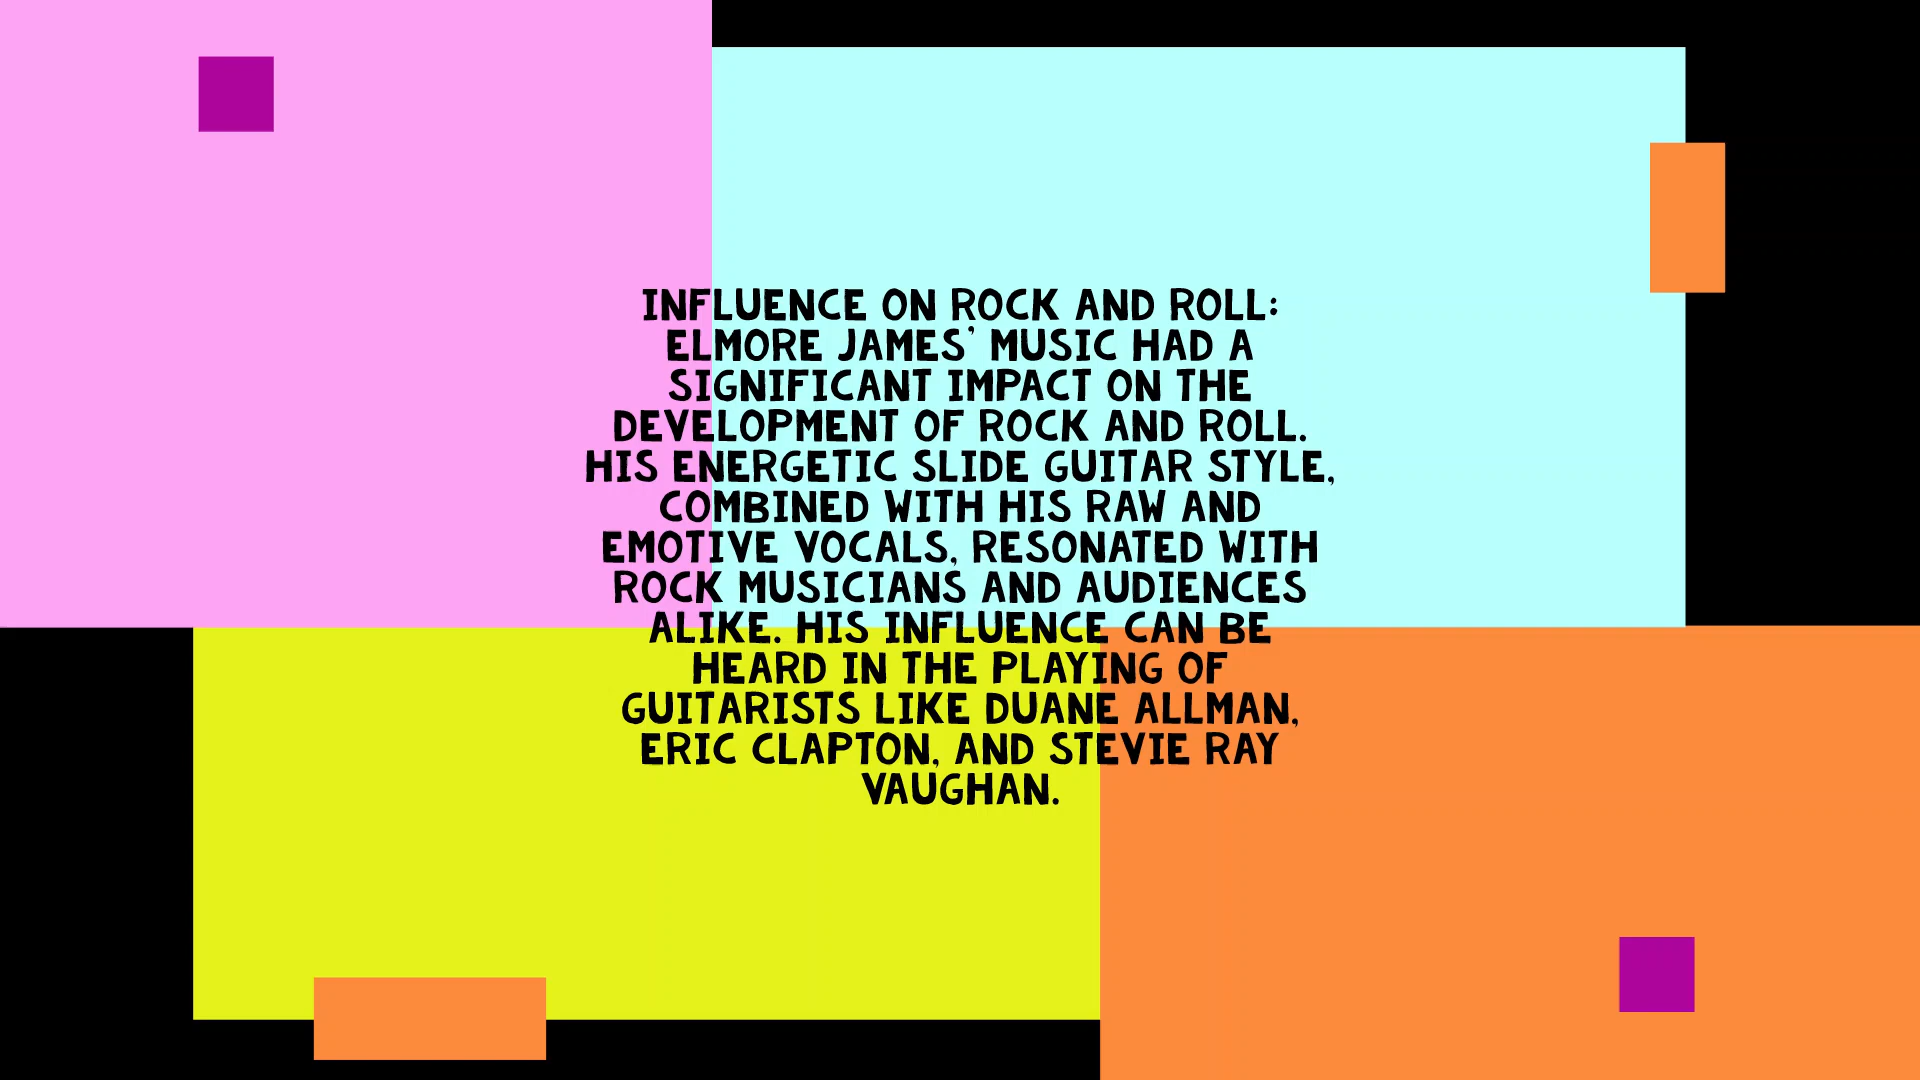 INFLUENCE ON ROCK AND ROLL:
ELMORE JAMES' MUSIC HAD A
SIGNIFICANT IMPACT ON THE
DEVELOPMENT OF ROCK AND ROLL.
HIS ENERGETIC SLIDE GUITAR STYLE,
COMBINED WITH HIS RAW AND
EMOTIVE VOCALS, RESONATED WITH
ROCK MUSICIANS AND AUDIENCES
ALIKE. HIS INFLUENCE CAN BE
HEARD IN THE PLAYING OF
GUITARISTS LIKE DUANE ALLMAN,
ERIC CLAPTON, AND STEVIE RAY
VAUGHAN.